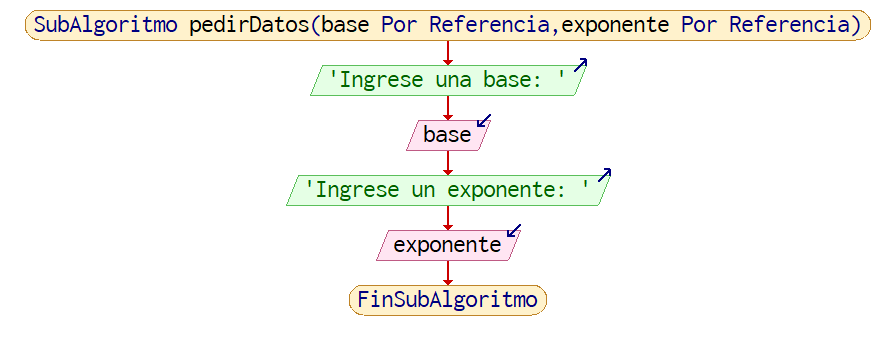 SubAlgoritmo pedirDatos(base Por Referencia,exponente Por Referencia)
'Ingrese una base: '
base
'Ingrese un exponente: '
exponente
FinSubAlgoritmo